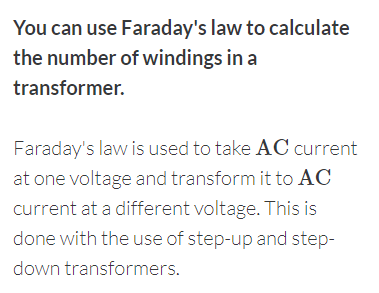 You can use Faraday's law to calculate
the number of windings in a
transformer.
Faraday's law is used to take AC current
at one voltage and transform it to AC
current at a different voltage. This is
done with the use of step-up and step-
down transformers.